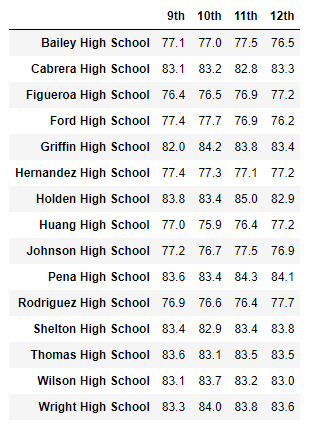 9th 10th 11th 12th
Bailey High School 77.1 77.0 77.5 76.5
Cabrera High School 83.1 83.2 82.8 83.3
Figueroa High School 76.4 76.5 76.9 77.2
Ford High School 77.4 77.7 76.9 76.2
Griffin High School 82.0 84.2 83.8 83.4
Hernandez High School 77.4 77.3 77.1 77.2
Holden High School 83.8 83.4 85.0 82.9
Huang High School 77.0 75.9 76.4 77.2
Johnson High School 77.2 76.7 77.5 76.9
Pena High School 83.6 83.4 84.3 84.1
Rodriguez High School 76.9 76.6 76.4 77.7
Shelton High School 83.4 82.9 83.4 83.8
Thomas High School 83.6 83.1 83.5 83.5
Wilson High School 83.1 83.7 83.2 83.0
Wright High School 83.3 84.0 83.8 83.6